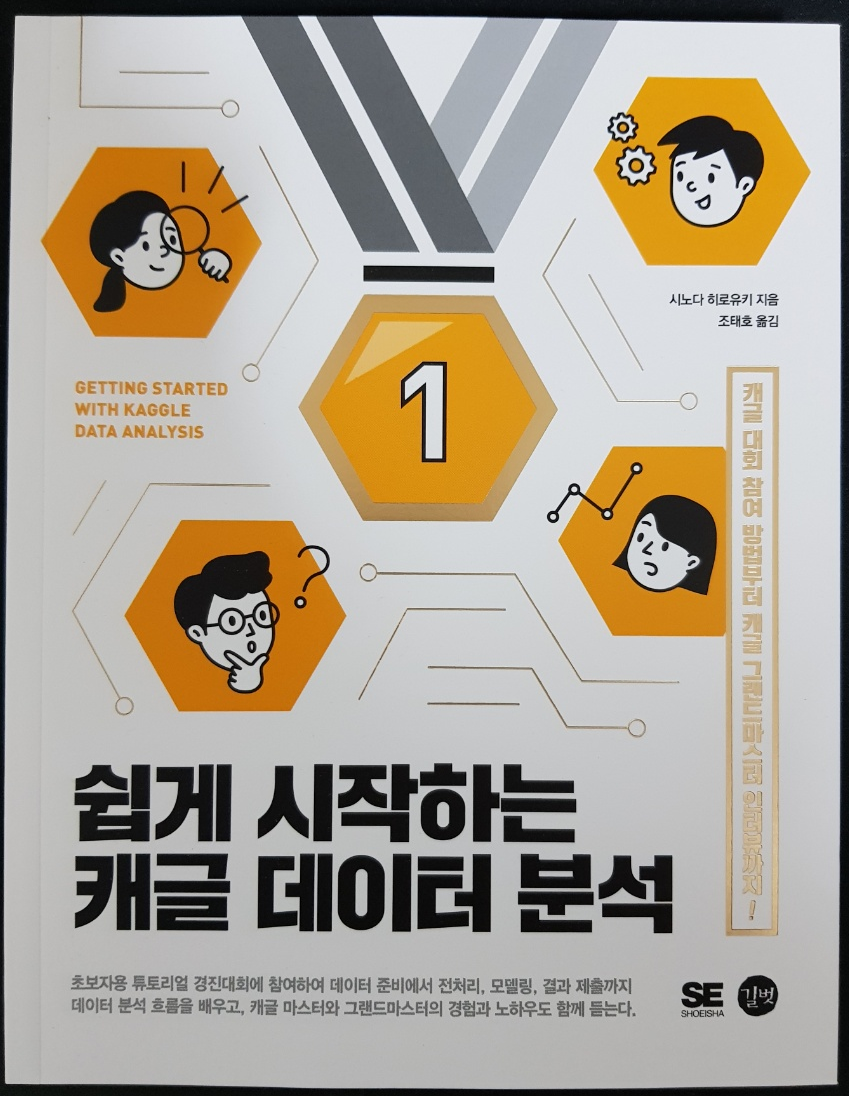 시노다 히로유키 지음
조태호 옮김
1
GETTING STARTED
WITH KAGGLE
DATA ANALYSIS
캐글 대회 참여 방법부터 캐글 그랜드마스터 인터뷰까지!
쉽게 시작하는
캐글 데이터 분석
초보자용 튜토리얼 경진대회에 참여하여 데이터 준비에서 전처리, 모델링, 결과 제출까지
데이터 분석 흐름을 배우고, 캐글 마스터와 그랜드마스터의 경험과 노하우도 함께 듣는다.
SE
SHOEISHA
길벗